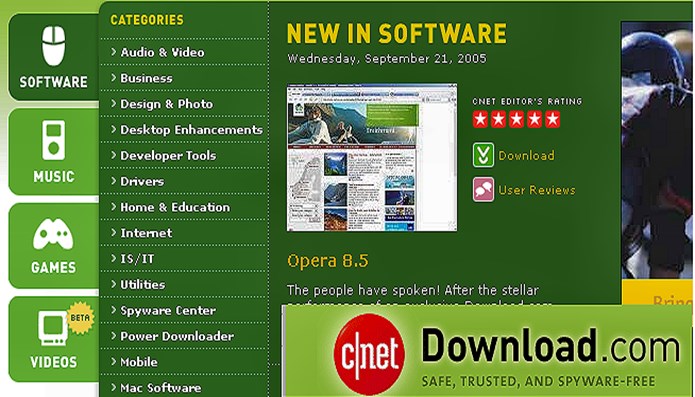 SOFTWARE
MUSIC
GAMES
BETA
VIDEOS
CATEGORIES
› Audio & Video
› Business
› Design & Photo
› Desktop Enhancements
› Developer Tools
› Drivers
› Home & Education
› Internet
› IS/IT
› Utilities
› Spyware Center
› Power Downloader
› Mobile
› Mac Software
NEW IN SOFTWARE
Wednesday, September 21, 2005
CNET EDITOR'S RATING
Download
User Reviews
Opera 8.5
The people have spoken! After the stellar
c|net Download.com
SAFE, TRUSTED, AND SPYWARE-FREE